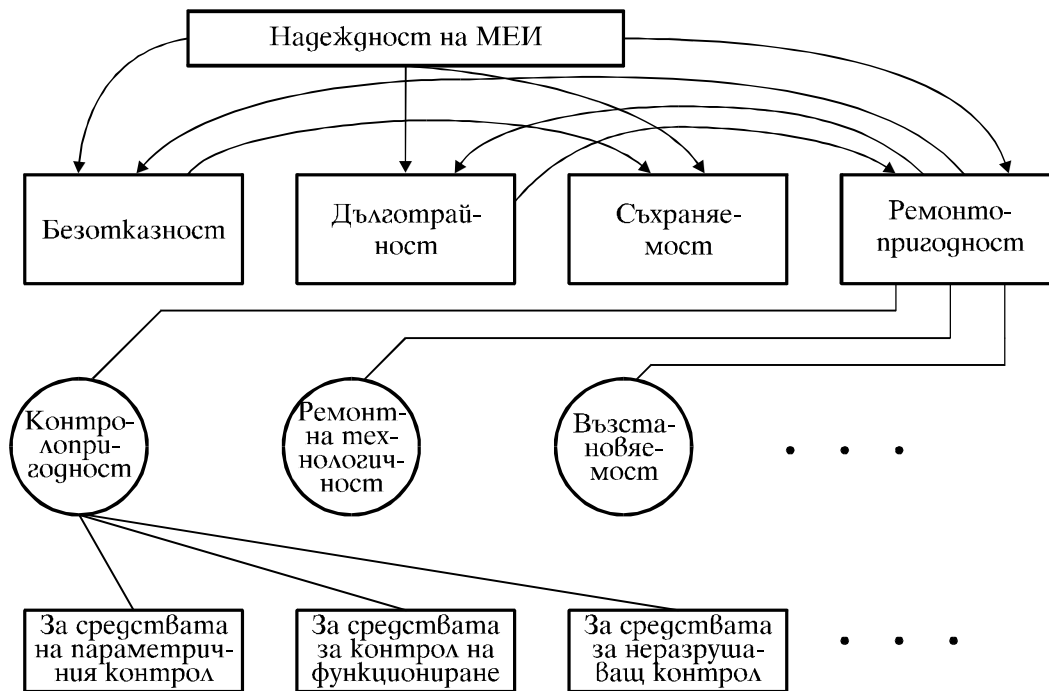 Надеждност на МЕИ
Безотказност
Дълготрай-
ност
Съхраняе-
мост
Ремонто-
пригодност
Контро-
лопри-
годност
Ремонт-
на тех-
нологич-
ност
Възста-
новяе-
мост
За средствата
на параметрич-
ния контрол
За средствата
за контрол на
функциониране
За средствата
за неразруша-
ващ контрол